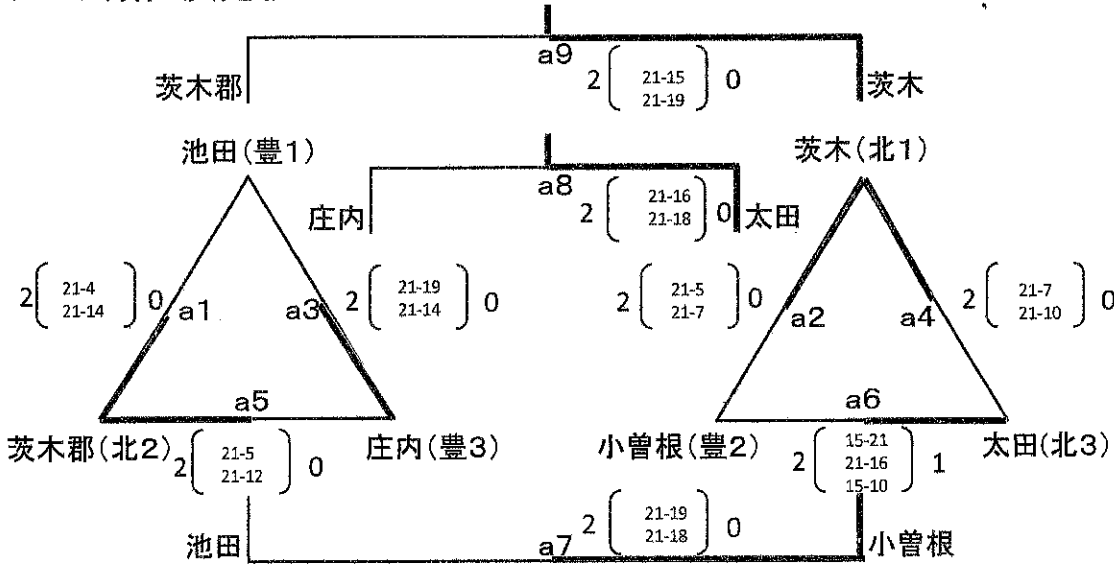 a9
茨木郡
2 21-15 0
21-19
茨木
池田(豊1)
茨木(北1)
a8
庄内
2 21-16 0
21-18
太田
2 21-4 0
21-14
a1
a3
2 21-19 0
21-14
2 21-5 0
21-7
a2
a4
2 21-7 0
21-10
a5
a6
茨木郡(北2)
2 21-5 0
21-12
庄内(豊3)
小曽根(豊2)
2 15-21 1
21-16
15-10
太田(北3)
池田
a7
2 21-19 0
21-18
小曽根